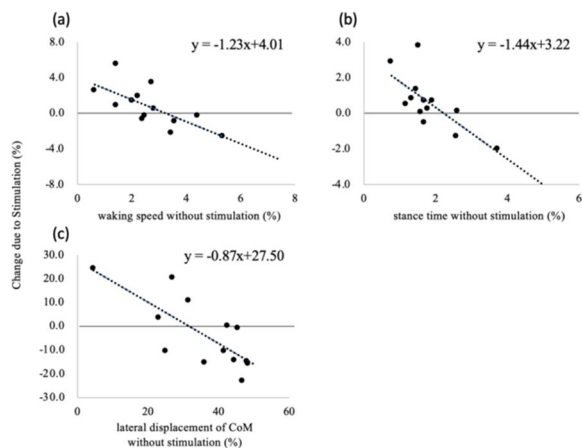 (a)
y = -1.23x+4.01
8.0
4.0
0.0
-4.0
-8.0
0
2
4
6
8
waking speed without stimulation (%)
(b)
y = -1.44x+3.22
4.0
2.0
0.0
-2.0
-4.0
0
2
4
6
stance time without stimulation (%)
Change due to Stimulation (%)
(c)
y = -0.87x+27.50
30.0
20.0
10.0
0.0
-10.0
-20.0
-30.0
0
20
40
60
lateral displacement of CoM
without stimulation (%)